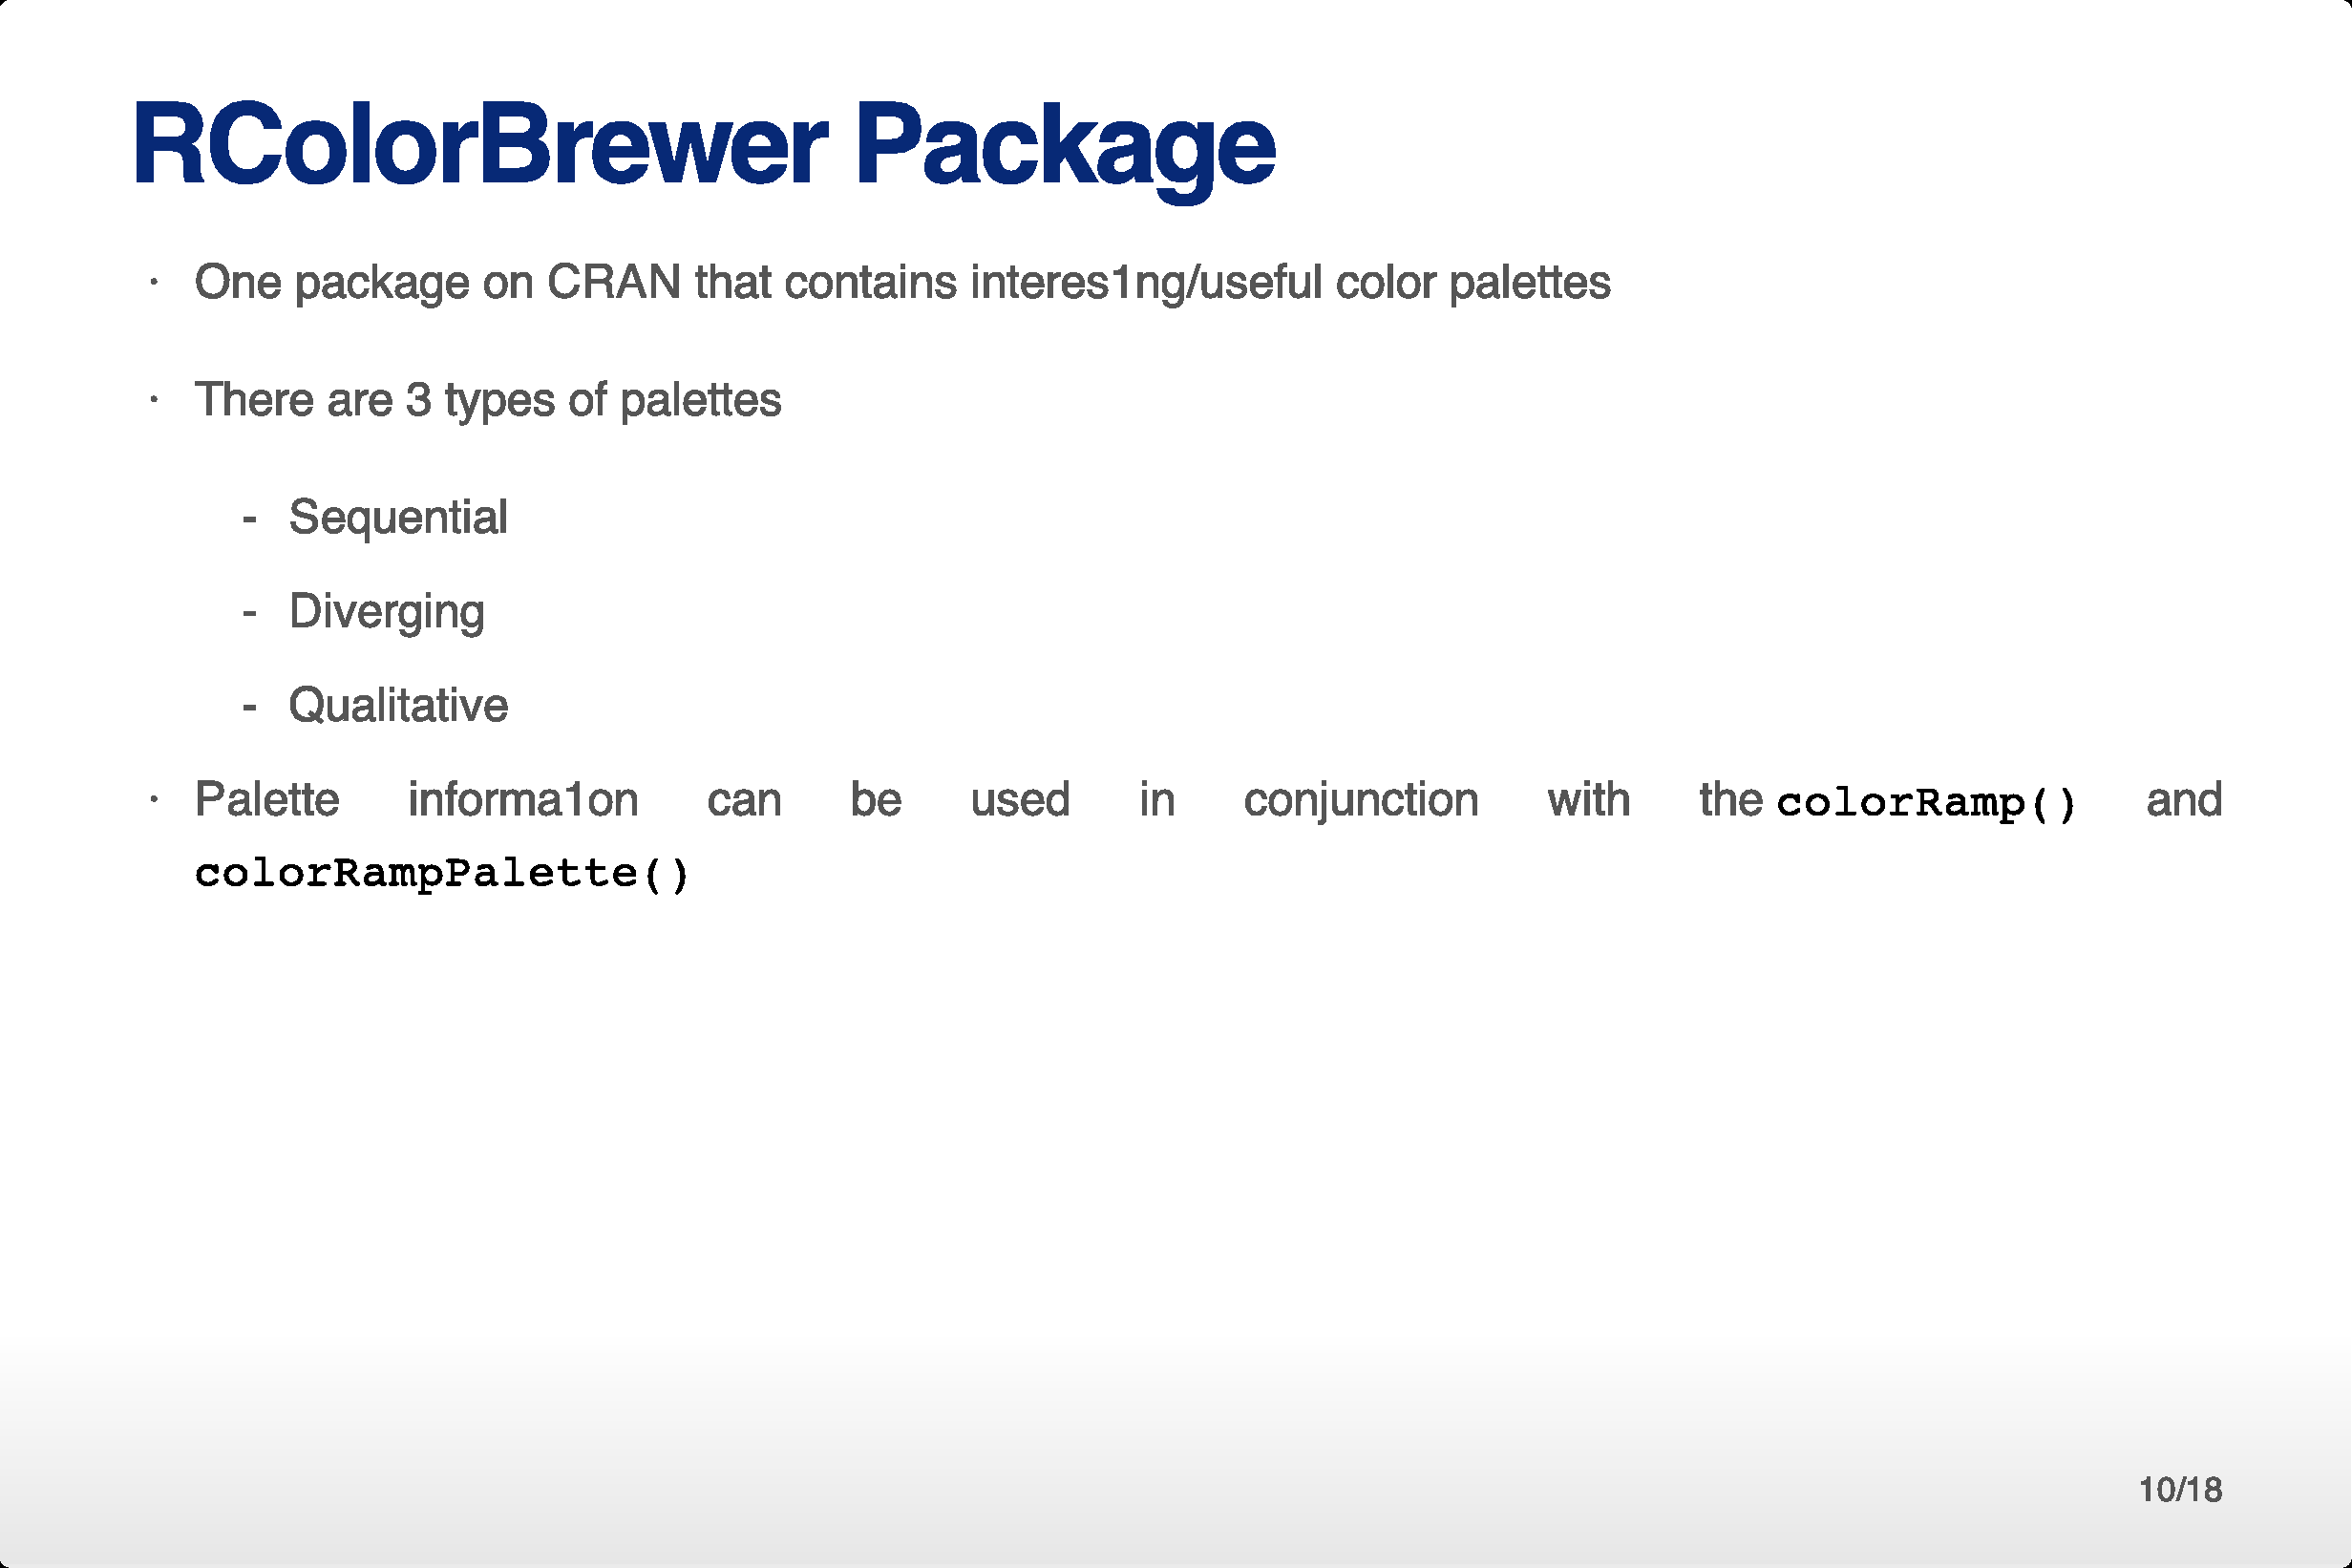 RColorBrewer Package
· One package on CRAN that contains interes1ng/useful color palettes
· There are 3 types of palettes
- Sequential
- Diverging
- Qualitative
· Palette informa1on can be used in conjunction with the colorRamp() and
colorRampPalette()
10/18